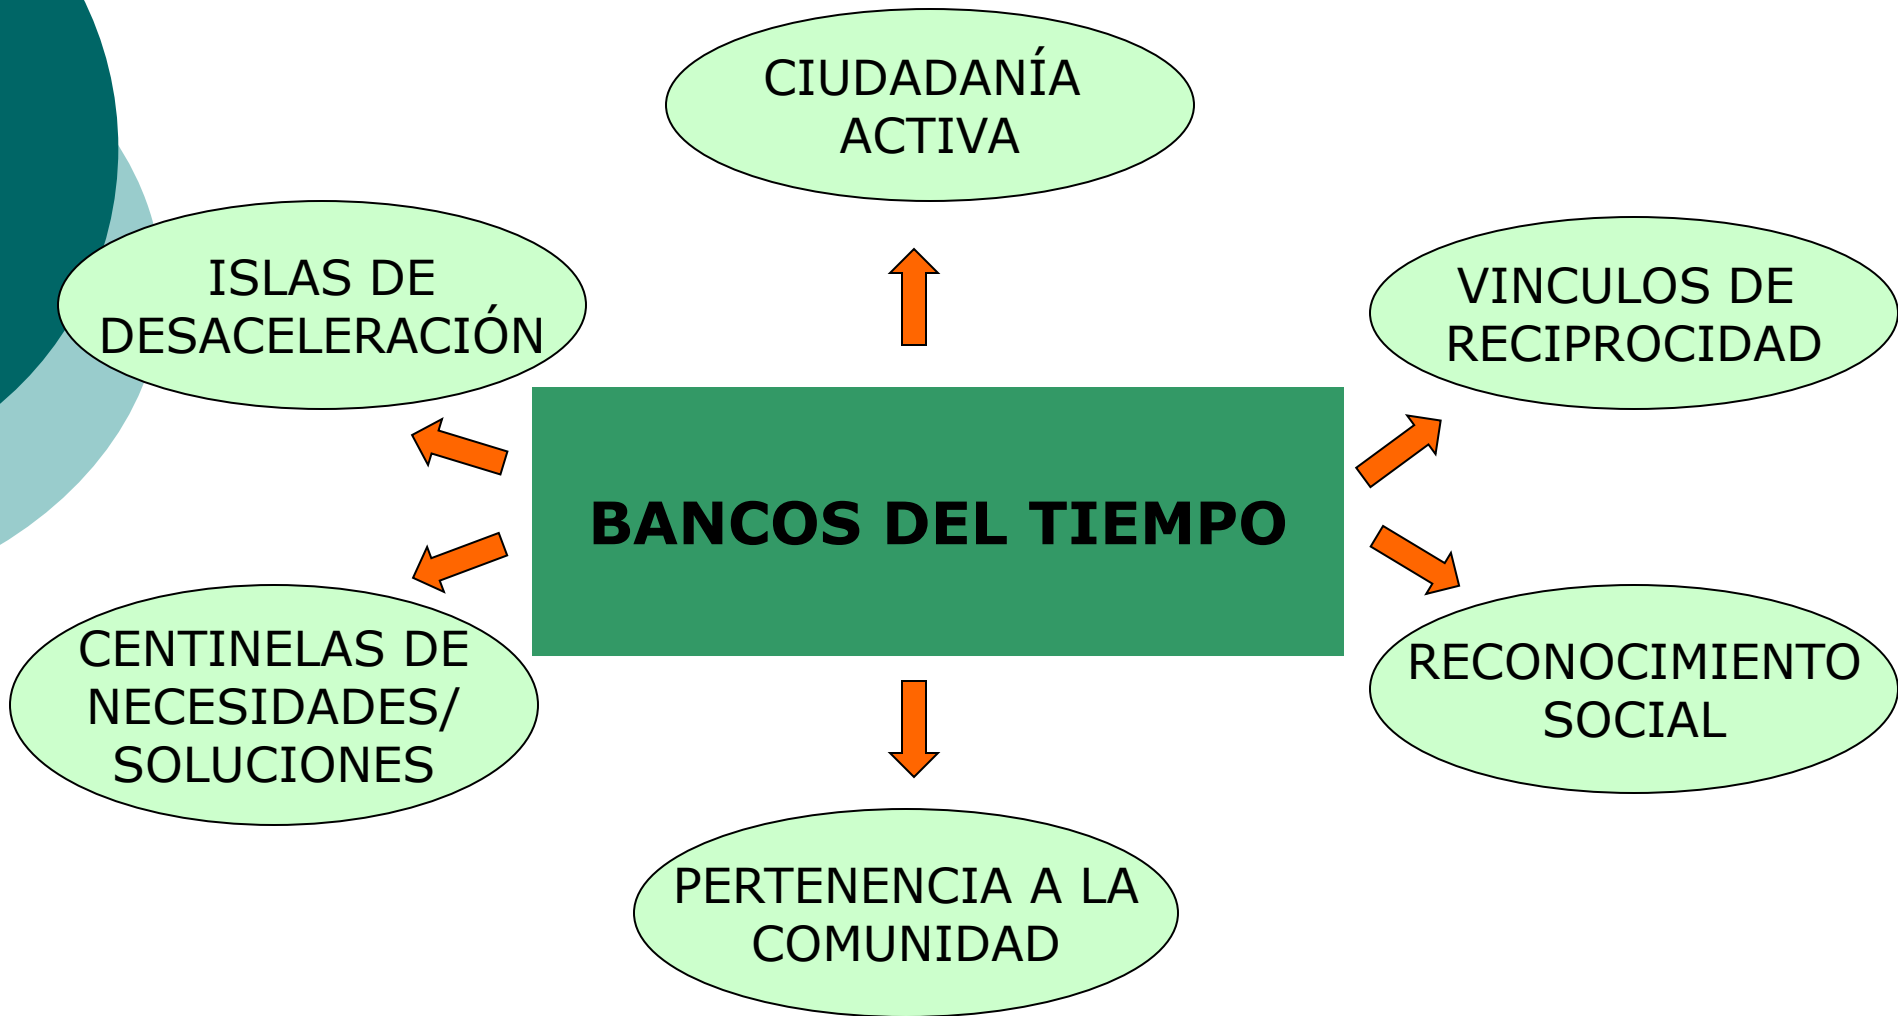 CIUDADANÍA
ACTIVA
ISLAS DE
DESACELERACIÓN
VINCULOS DE
RECIPROCIDAD
BANCOS DEL TIEMPO
CENTINELAS DE
NECESIDADES/
SOLUCIONES
RECONOCIMIENTO
SOCIAL
PERTENENCIA A LA
COMUNIDAD